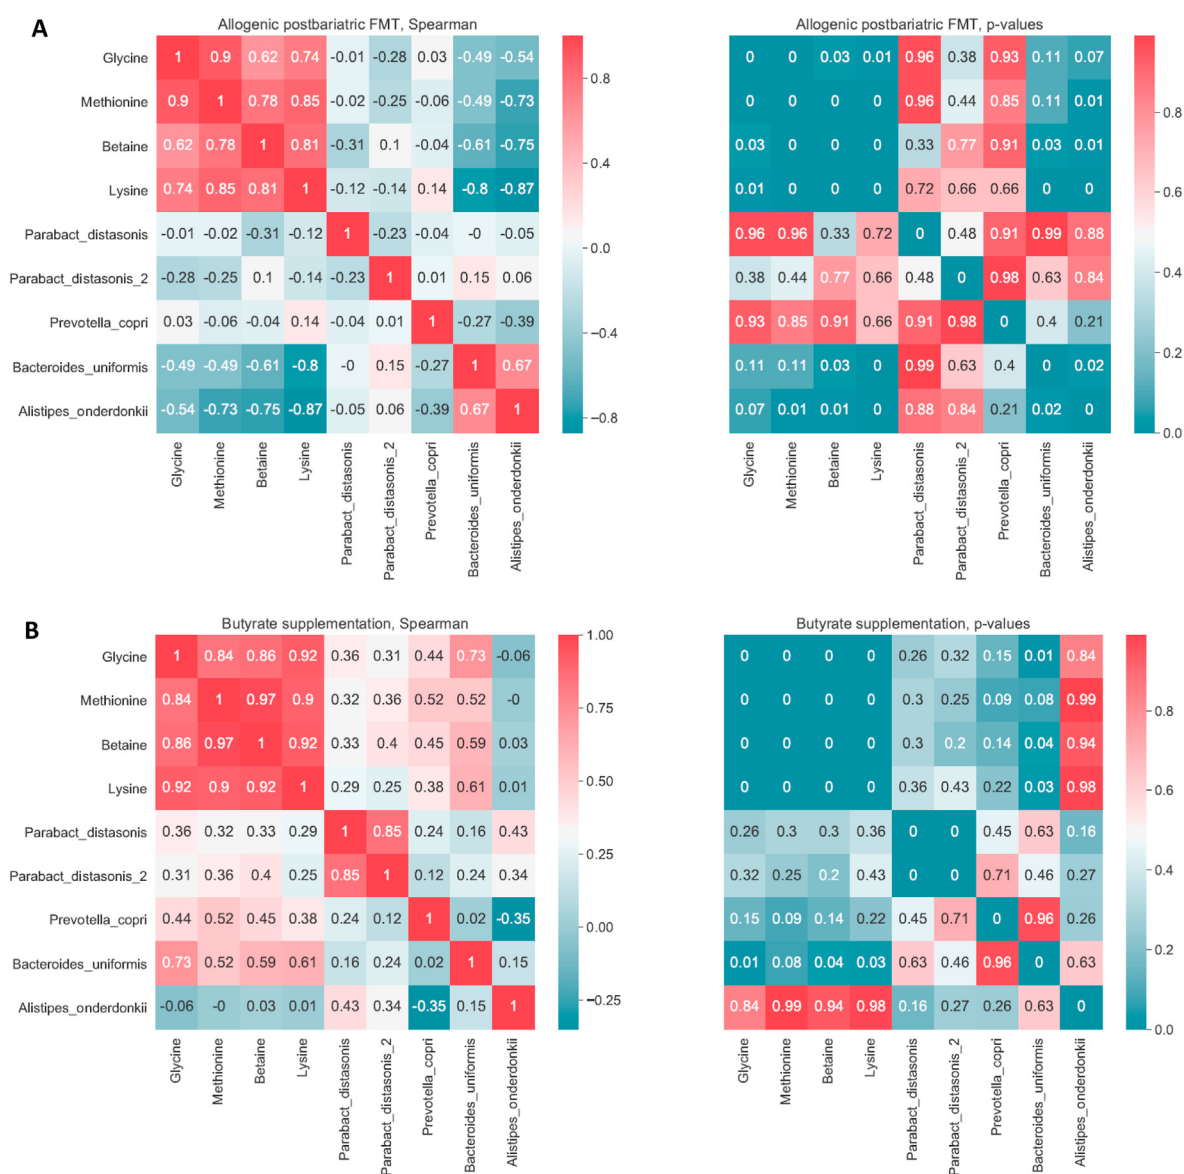 A
Allogenic postbariatric FMT, Spearman
Glycine 1 0.9 0.62 0.74 -0.01 -0.28 0.03 -0.49 -0.54
Methionine 0.9 1 0.78 0.85 -0.02 -0.25 -0.06 -0.49 -0.73
Betaine 0.62 0.78 1 0.81 -0.31 0.1 -0.04 -0.61 -0.75
Lysine 0.74 0.85 0.81 1 -0.12 -0.14 0.14 -0.8 -0.87
Parabact_distasonis -0.01 -0.02 -0.31 -0.12 1 -0.23 -0.04 -0 -0.05
Parabact_distasonis_2 -0.28 -0.25 0.1 -0.14 -0.23 1 0.01 0.15 0.06
Prevotella_copri 0.03 -0.06 -0.04 0.14 -0.04 0.01 1 -0.27 -0.39
Bacteroides_uniformis -0.49 -0.49 -0.61 -0.8 -0 0.15 -0.27 1 0.67
Alistipes_onderdonkii -0.54 -0.73 -0.75 -0.87 -0.05 0.06 -0.39 0.67 1
Glycine
Methionine
Betaine
Lysine
Parabact_distasonis
Parabact_distasonis_2
Prevotella_copri
Bacteroides_uniformis
Alistipes_onderdonkii
0.8
0.4
0.0
−0.4
−0.8
Allogenic postbariatric FMT, p-values
0 0 0.03 0.01 0.96 0.38 0.93 0.11 0.07
0 0 0 0 0.96 0.44 0.85 0.11 0.01
0.03 0 0 0 0.33 0.77 0.91 0.03 0.01
0.01 0 0 0 0.72 0.66 0.66 0 0
0.96 0.96 0.33 0.72 0 0.48 0.91 0.99 0.88
0.38 0.44 0.77 0.66 0.48 0 0.98 0.63 0.84
0.93 0.85 0.91 0.66 0.91 0.98 0 0.4 0.21
0.11 0.11 0.03 0 0.99 0.63 0.4 0 0.02
0.07 0.01 0.01 0 0.88 0.84 0.21 0.02 0
Glycine
Methionine
Betaine
Lysine
Parabact_distasonis
Parabact_distasonis_2
Prevotella_copri
Bacteroides_uniformis
Alistipes_onderdonkii
0.8
0.6
0.4
0.2
0.0
B
Butyrate supplementation, Spearman
Glycine 1 0.84 0.86 0.92 0.36 0.31 0.44 0.73 -0.06
Methionine 0.84 1 0.97 0.9 0.32 0.36 0.52 0.52 -0
Betaine 0.86 0.97 1 0.92 0.33 0.4 0.45 0.59 0.03
Lysine 0.92 0.9 0.92 1 0.29 0.25 0.38 0.61 0.01
Parabact_distasonis 0.36 0.32 0.33 0.29 1 0.85 0.24 0.16 0.43
Parabact_distasonis_2 0.31 0.36 0.4 0.25 0.85 1 0.12 0.24 0.34
Prevotella_copri 0.44 0.52 0.45 0.38 0.24 0.12 1 0.02 -0.35
Bacteroides_uniformis 0.73 0.52 0.59 0.61 0.16 0.24 0.02 1 0.15
Alistipes_onderdonkii -0.06 -0 0.03 0.01 0.43 0.34 -0.35 0.15 1
Glycine
Methionine
Betaine
Lysine
Parabact_distasonis
Parabact_distasonis_2
Prevotella_copri
Bacteroides_uniformis
Alistipes_onderdonkii
1.00
0.75
0.50
0.25
0.00
−0.25
Butyrate supplementation, p-values
0 0 0 0 0.26 0.32 0.15 0.01 0.84
0 0 0 0 0.3 0.25 0.09 0.08 0.99
0 0 0 0 0.3 0.2 0.14 0.04 0.94
0 0 0 0 0.36 0.43 0.22 0.03 0.98
0.26 0.3 0.3 0.36 0 0 0.45 0.63 0.16
0.32 0.25 0.2 0.43 0 0 0.71 0.46 0.27
0.15 0.09 0.14 0.22 0.45 0.71 0 0.96 0.26
0.01 0.08 0.04 0.03 0.63 0.46 0.96 0 0.63
0.84 0.99 0.94 0.98 0.16 0.27 0.26 0.63 0
Glycine
Methionine
Betaine
Lysine
Parabact_distasonis
Parabact_distasonis_2
Prevotella_copri
Bacteroides_uniformis
Alistipes_onderdonkii
0.8
0.6
0.4
0.2
0.0